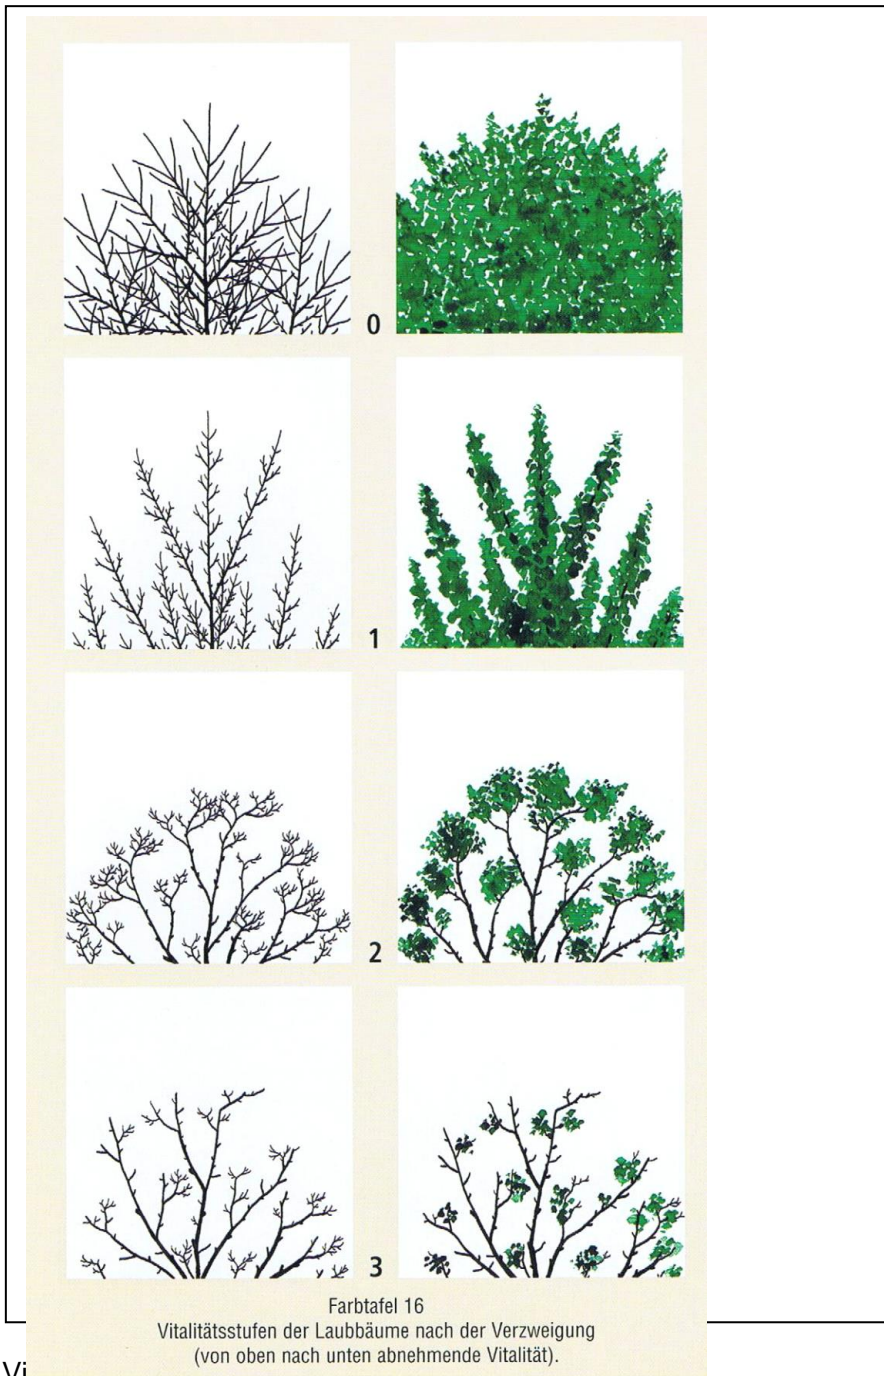 0
1
2
3
Farbtafel 16
Vitalitätsstufen der Laubbäume nach der Verzweigung
(von oben nach unten abnehmende Vitalität).